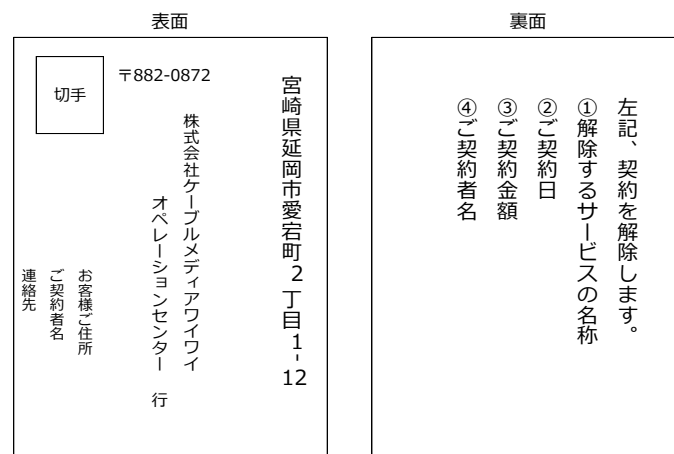 表面
切手
〒882-0872
宮崎県延岡市愛宕町2丁目1-12
株式会社ケーブルメディアワイワイ
オペレーションセンター 行
お客様ご住所
ご契約者名
連絡先
裏面
左記、契約を解除します。
①解除するサービスの名称
②ご契約日
③ご契約金額
④ご契約者名